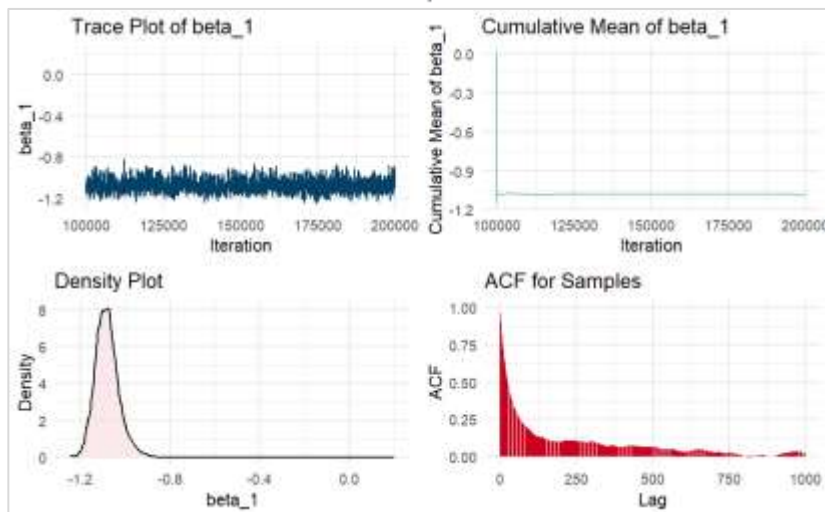 Trace Plot of beta_1
beta_1
0.0
-0.4
-0.8
-1.2
100000 125000 150000 175000 200000
Iteration
Cumulative Mean of beta_1
Cumulative Mean of beta_1
0.0
-0.3
-0.6
-0.9
-1.2
100000 125000 150000 175000 200000
Iteration
Density Plot
Density
8
6
4
2
0
-1.2 -0.8 -0.4 0.0
beta_1
ACF for Samples
ACF
1.00
0.75
0.50
0.25
0.00
0 250 500 750 1000
Lag